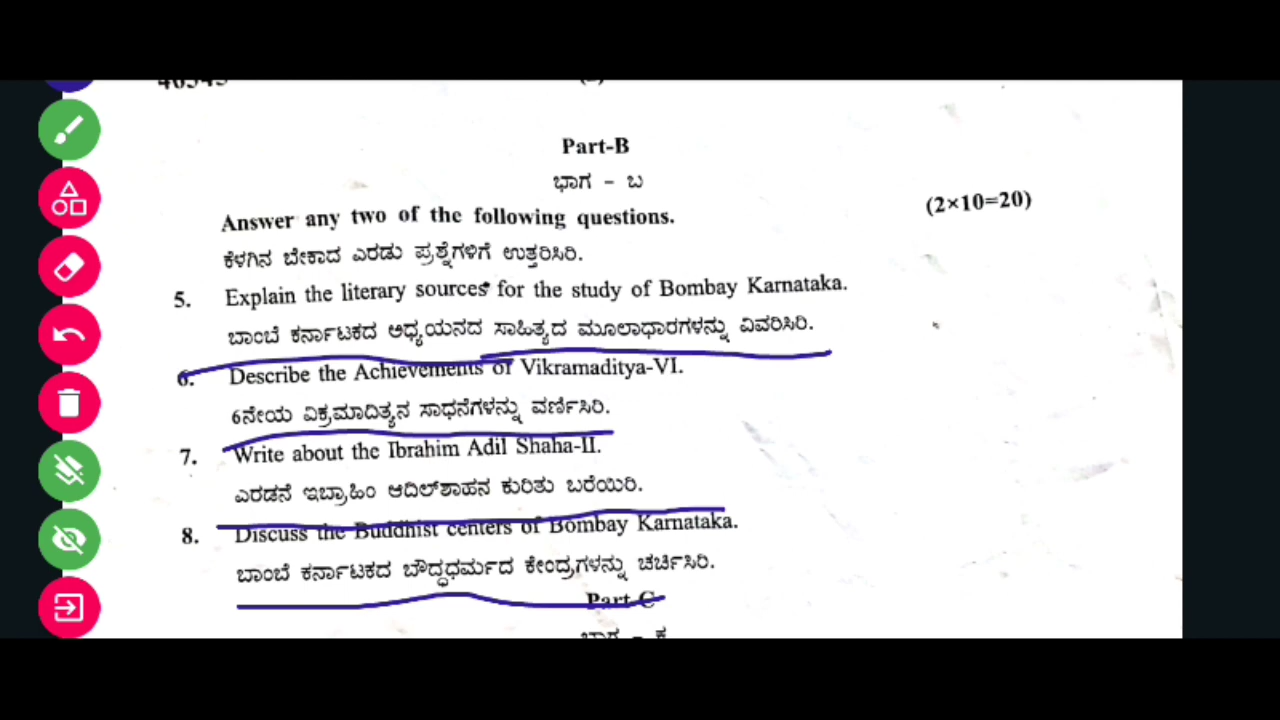 Part-B
ಭಾಗ - ಬ
(2×10=20)
Answer any two of the following questions.
ಕೆಳಗಿನ ಬೇಕಾದ ಎರಡು ಪ್ರಶ್ನೆಗಳಿಗೆ ಉತ್ತರಿಸಿರಿ.
5. Explain the literary sources for the study of Bombay Karnataka.
ಬಾಂಬೆ ಕರ್ನಾಟಕದ ಅಧ್ಯಯನದ ಸಾಹಿತ್ಯದ ಮೂಲಾಧಾರಗಳನ್ನು ವಿವರಿಸಿರಿ.
6. Describe the Achievements of Vikramaditya-VI.
6ನೇಯ ವಿಕ್ರಮಾದಿತ್ಯನ ಸಾಧನೆಗಳನ್ನು ವರ್ಣಿಸಿರಿ.
7. Write about the Ibrahim Adil Shaha-II.
ಎರಡನೆ ಇಬ್ರಾಹಿಂ ಆದಿಲ್‌ಶಾಹನ ಕುರಿತು ಬರೆಯಿರಿ.
8. Discuss the Buddhist centers of Bombay Karnataka.
ಬಾಂಬೆ ಕರ್ನಾಟಕದ ಬೌದ್ಧಧರ್ಮದ ಕೇಂದ್ರಗಳನ್ನು ಚರ್ಚಿಸಿರಿ.
Part-C
ಭಾಗ - ಕ